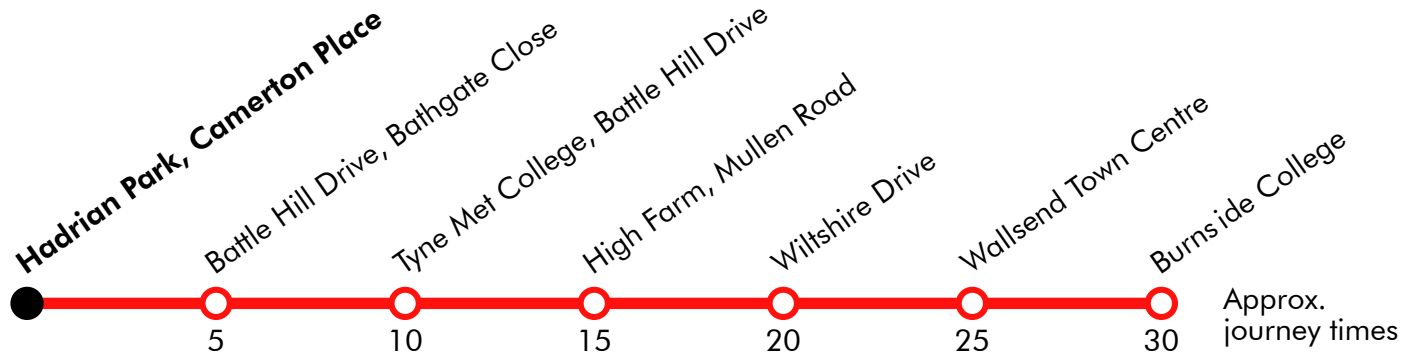 Hadrian Park, Camerton Place
Battle Hill Drive, Bathgate Close
Tyne Met College, Battle Hill Drive
High Farm, Mullen Road
Wiltshire Drive
Wallsend Town Centre
Burnside College
5
10
15
20
25
30
Approx.
journey times